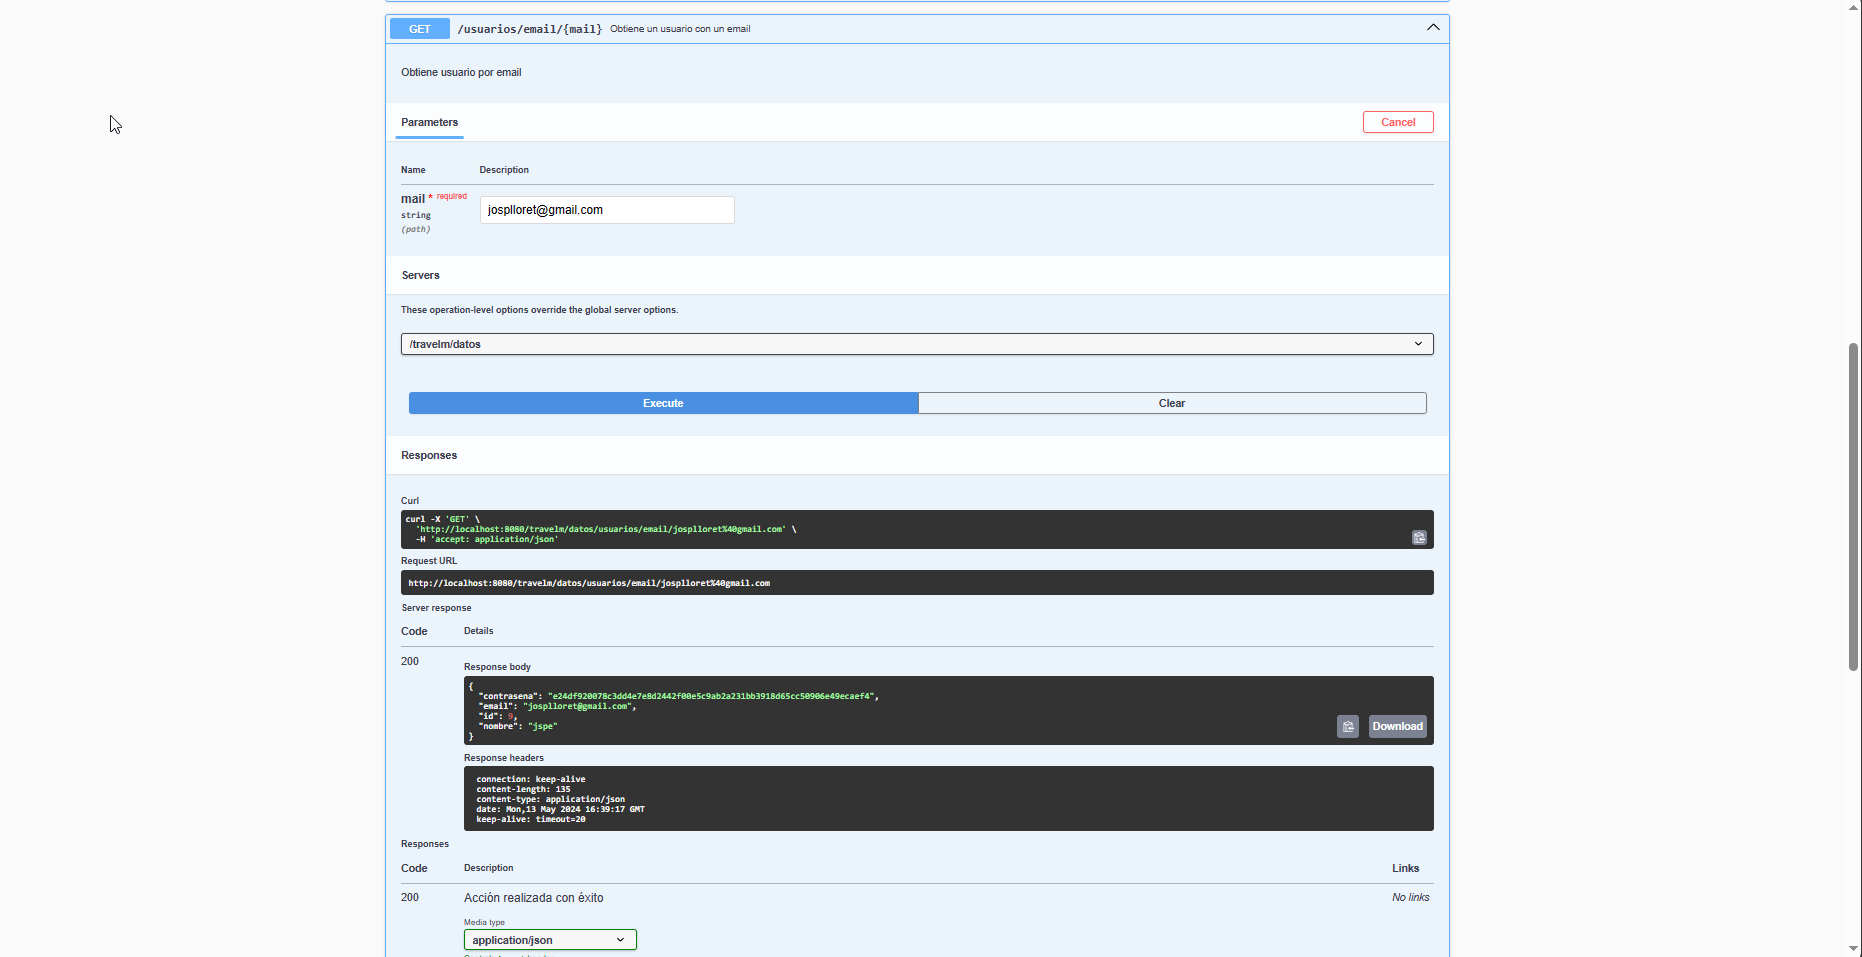 GET /usuarios/email/{mail} Obtiene un usuario con un email
Obtiene usuario por email
Parameters
Cancel
Name Description
mail * required
string
(path)
josplloret@gmail.com
Servers
These operation-level options override the global server options.
/travelm/datos
Execute
Clear
Responses
Curl
curl -X 'GET' \
'http://localhost:8080/travelm/datos/usuarios/email/josplloret%40gmail.com' \
-H 'accept: application/json'
Request URL
http://localhost:8080/travelm/datos/usuarios/email/josplloret%40gmail.com
Server response
Code Details
200
Response body
{
"contrasena": "e24df920078c3dd4e7e8d2442f00e5c9ab2a231bb3918d65cc50906e49ecaef4",
"email": "josplloret@gmail.com",
"id": 9,
"nombre": "jspe"
}
Download
Response headers
connection: keep-alive
content-length: 135
content-type: application/json
date: Mon,13 May 2024 16:39:17 GMT
keep-alive: timeout=20
Responses
Code Description Links
200 Acción realizada con éxito No links
Media type
application/json